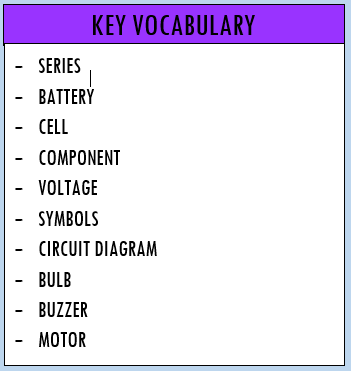 KEY VOCABULARY
- SERIES
- BATTERY
- CELL
- COMPONENT
- VOLTAGE
- SYMBOLS
- CIRCUIT DIAGRAM
- BULB
- BUZZER
- MOTOR